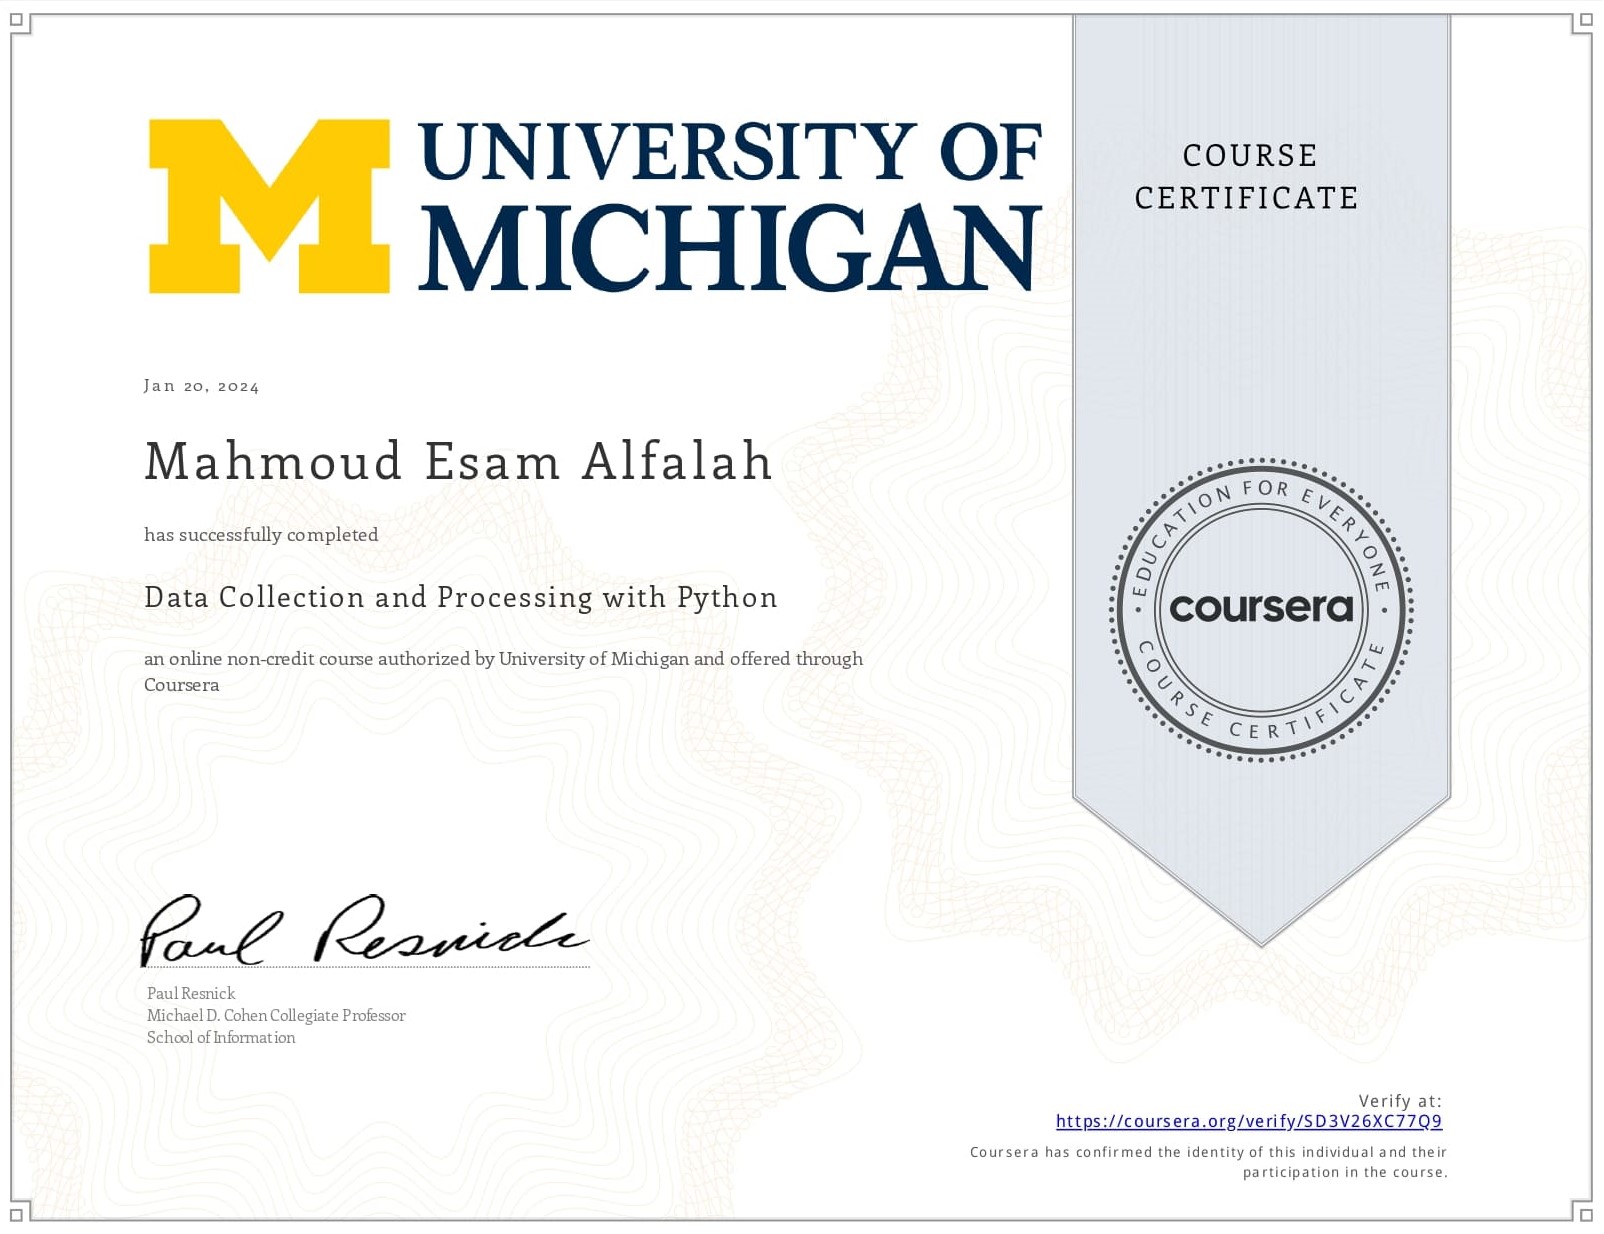 UNIVERSITY OF
MICHIGAN
COURSE
CERTIFICATE
Jan 20, 2024
Mahmoud Esam Alfalah
has successfully completed
Data Collection and Processing with Python
an online non-credit course authorized by University of Michigan and offered through
Coursera
EDUCATION FOR EVERYONE
coursera
COURSE CERTIFICATE
Paul Resnick
Paul Resnick
Michael D. Cohen Collegiate Professor
School of Information
Verify at:
https://coursera.org/verify/SD3V26XC77Q9
Coursera has confirmed the identity of this individual and their
participation in the course.